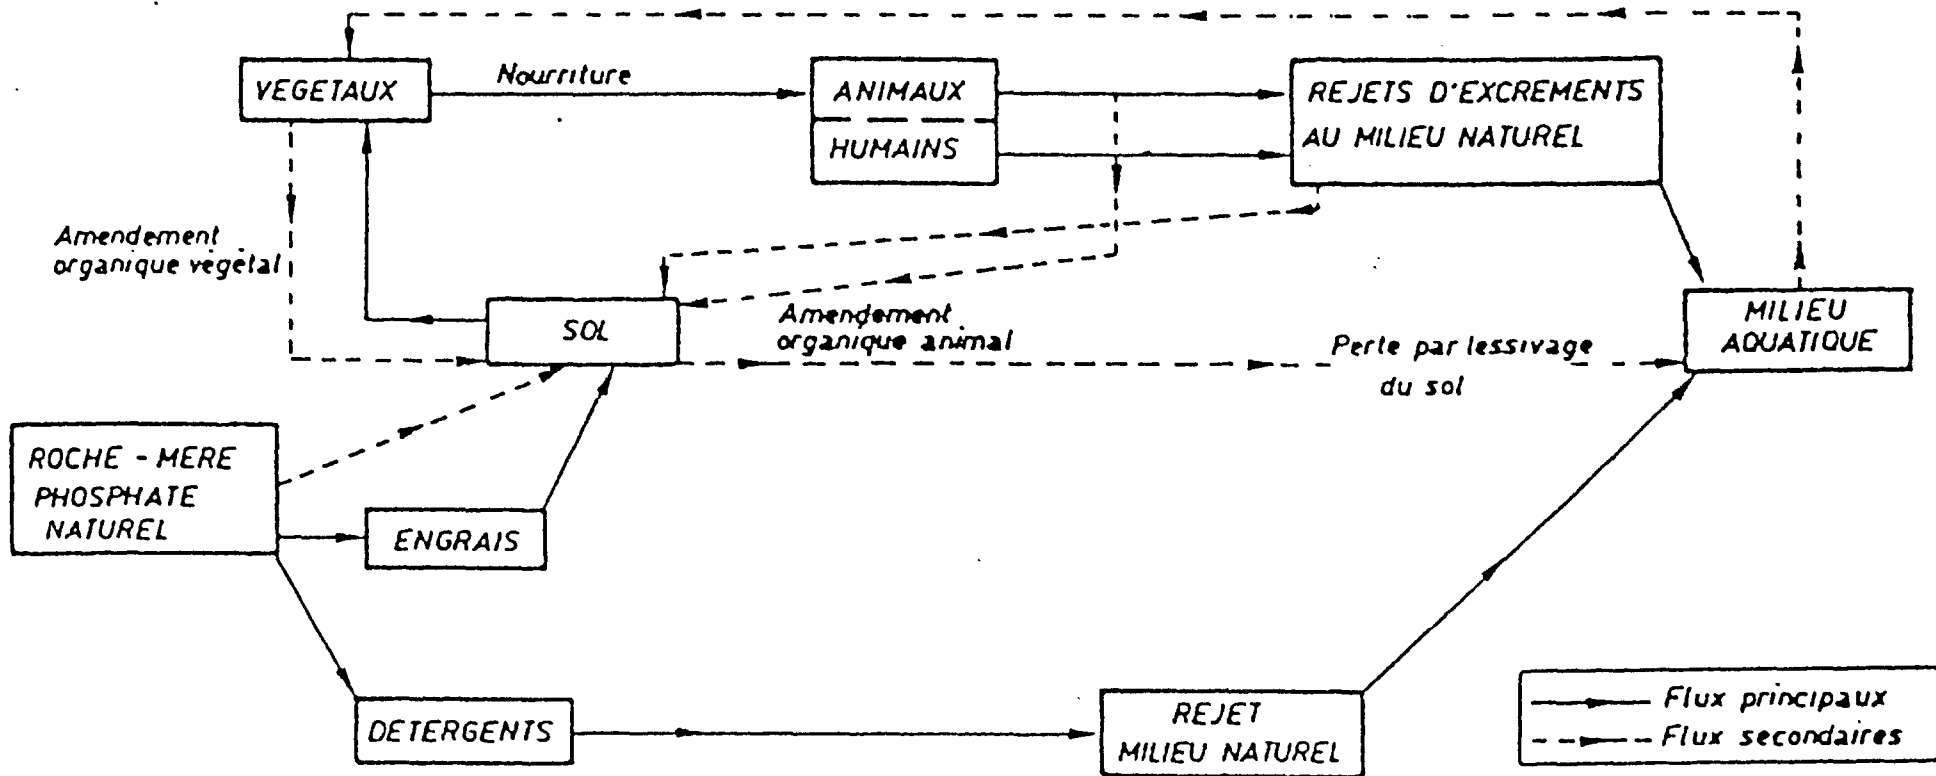 VEGETAUX
Nourriture
ANIMAUX
HUMAINS
REJETS D'EXCREMENTS
AU MILIEU NATUREL
Amendement
organique végétal
SOL
Amendement
organique animal
Perte par lessivage
du sol
MILIEU
AQUATIQUE
ROCHE - MERE
PHOSPHATE
NATUREL
ENGRAIS
DETERGENTS
REJET
MILIEU NATUREL
Flux principaux
Flux secondaires